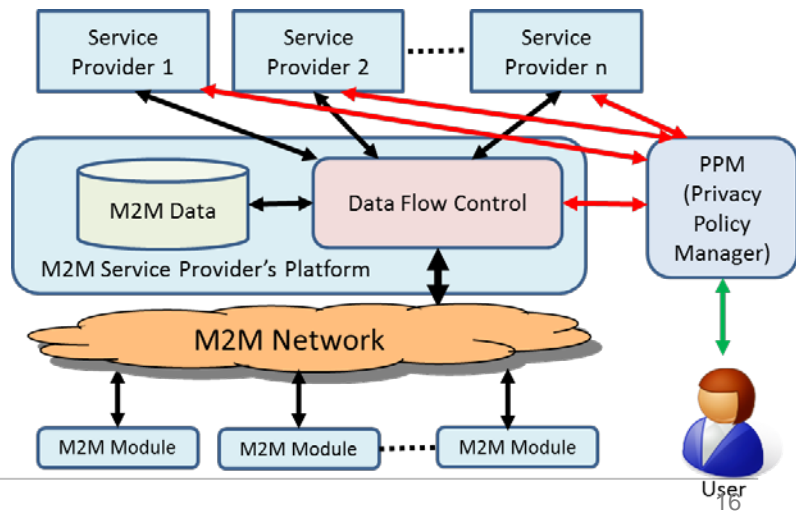 Service
Provider 1
Service
Provider 2
Service
Provider n
M2M Data
Data Flow Control
M2M Service Provider's Platform
PPM
(Privacy
Policy
Manager)
M2M Network
M2M Module
M2M Module
M2M Module
User
16